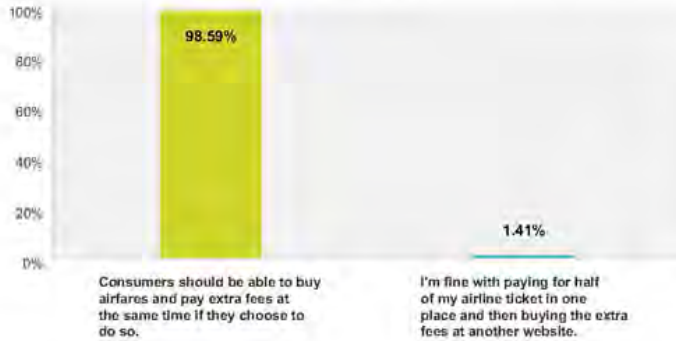 100%
98.59%
80%
60%
40%
20%
1.41%
0%
Consumers should be able to buy
airfares and pay extra fees at
the same time if they choose to
do so.
I'm fine with paying for half
of my airline ticket in one
place and then buying the extra
fees at another website.